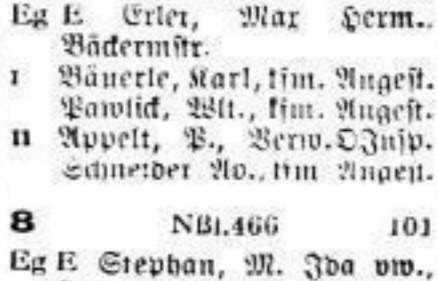 Eg E Erler, Max Herm.,
Bäckermstr.
I Bäuerle, Karl, kfm. Angest.
Pawlick, Wlt., kfm. Angest.
II Appelt, P., Verw.OInsp.
Schneider Ad., kfm Angest.
8 NBl.466 101
Eg E Stephan, M. Ida vw.,